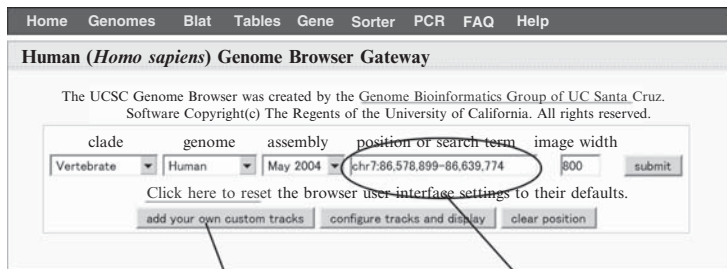 Home Genomes Blat Tables Gene Sorter PCR FAQ Help
Human (Homo sapiens) Genome Browser Gateway
The UCSC Genome Browser was created by the Genome Bioinformatics Group of UC Santa Cruz.
Software Copyright(c) The Regents of the University of California. All rights reserved.
clade genome assembly position or search term image width
Vertebrate Human May 2004 chr7:86,578,899-86,639,774 800 submit
Click here to reset the browser user interface settings to their defaults.
add your own custom tracks configure tracks and display clear position